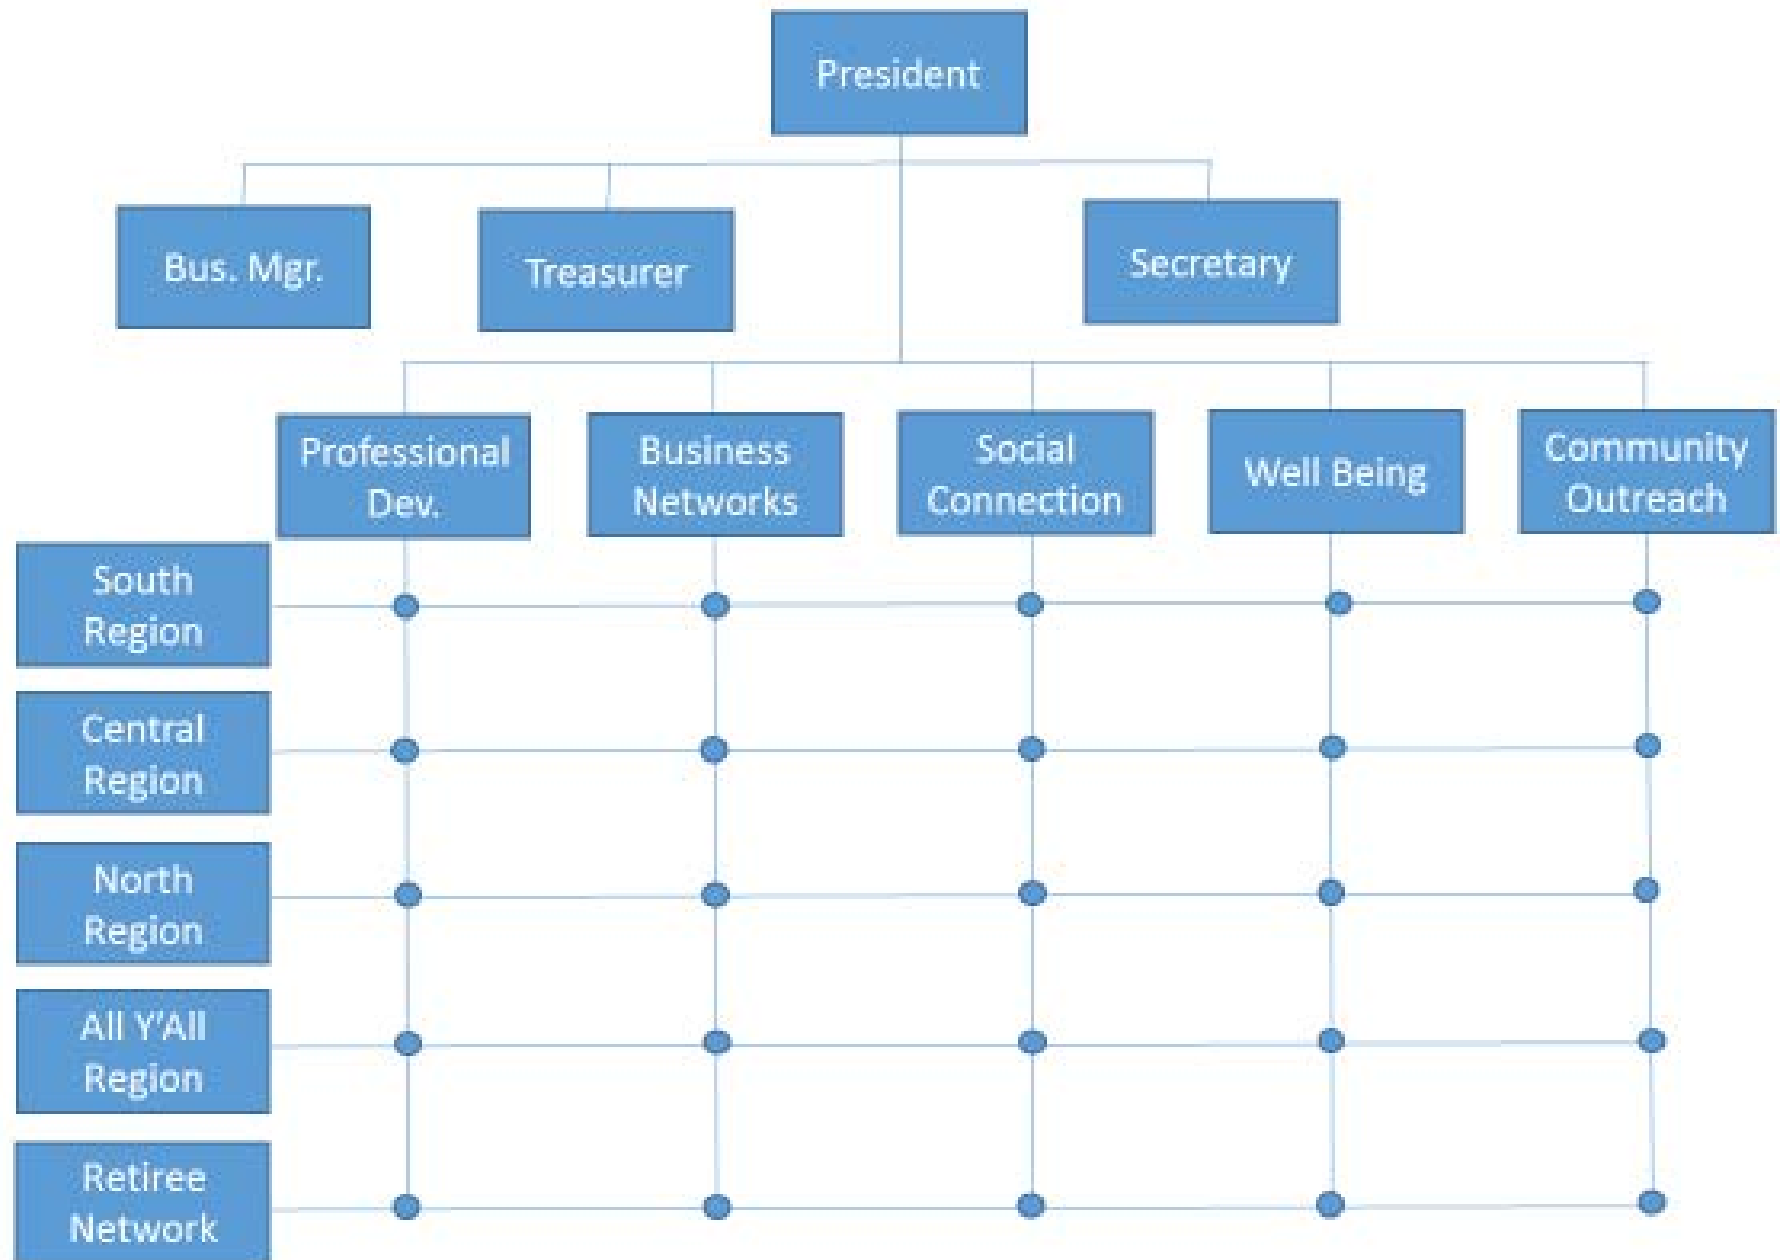 President
Bus. Mgr.
Treasurer
Secretary
Professional
Dev.
Business
Networks
Social
Connection
Well Being
Community
Outreach
South
Region
Central
Region
North
Region
All Y'All
Region
Retiree
Network